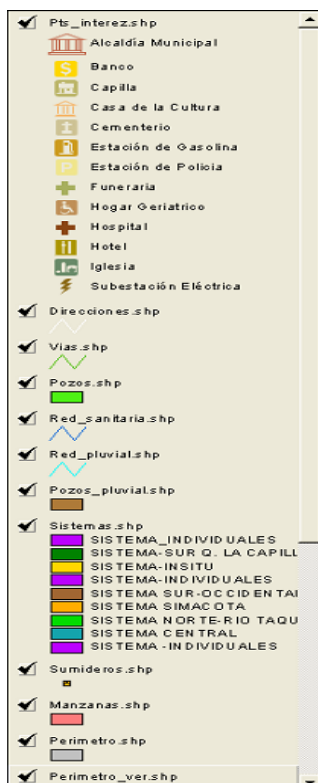 Pts_interez.shp
Alcaldía Municipal
Banco
Capilla
Casa de la Cultura
Cementerio
Estación de Gasolina
Estación de Policia
Funeraria
Hogar Geriatrico
Hospital
Hotel
Iglesia
Subestación Eléctrica
Direcciones.shp
Vias.shp
Pozos.shp
Red_sanitaria.shp
Red_pluvial.shp
Pozos_pluvial.shp
Sistemas.shp
SISTEMA_INDIVIDUALES
SISTEMA-SUR Q. LA CAPILL
SISTEMA-INSITU
SISTEMA-INDIVIDUALES
SISTEMA SUR-OCCIDENTAL
SISTEMA SIMACOTA
SISTEMA NORTE-RIO TAQU
SISTEMA CENTRAL
SISTEMA -INDIVIDUALES
Sumideros.shp
Manzanas.shp
Perimetro.shp
Perimetro_ver.shp